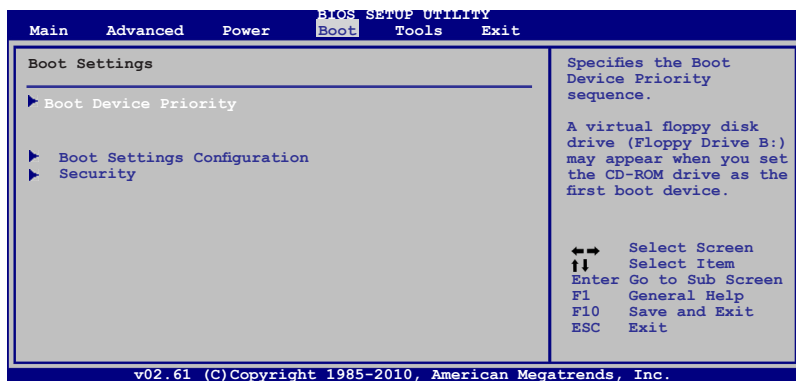 BIOS SETUP UTILITY
Main Advanced Power Boot Tools Exit
Boot Settings
Boot Device Priority
Boot Settings Configuration
Security
Specifies the Boot
Device Priority
sequence.
A virtual floppy disk
drive (Floppy Drive B:)
may appear when you set
the CD-ROM drive as the
first boot device.
←→ Select Screen
↑↓ Select Item
Enter Go to Sub Screen
F1 General Help
F10 Save and Exit
ESC Exit
v02.61 (C)Copyright 1985-2010, American Megatrends, Inc.